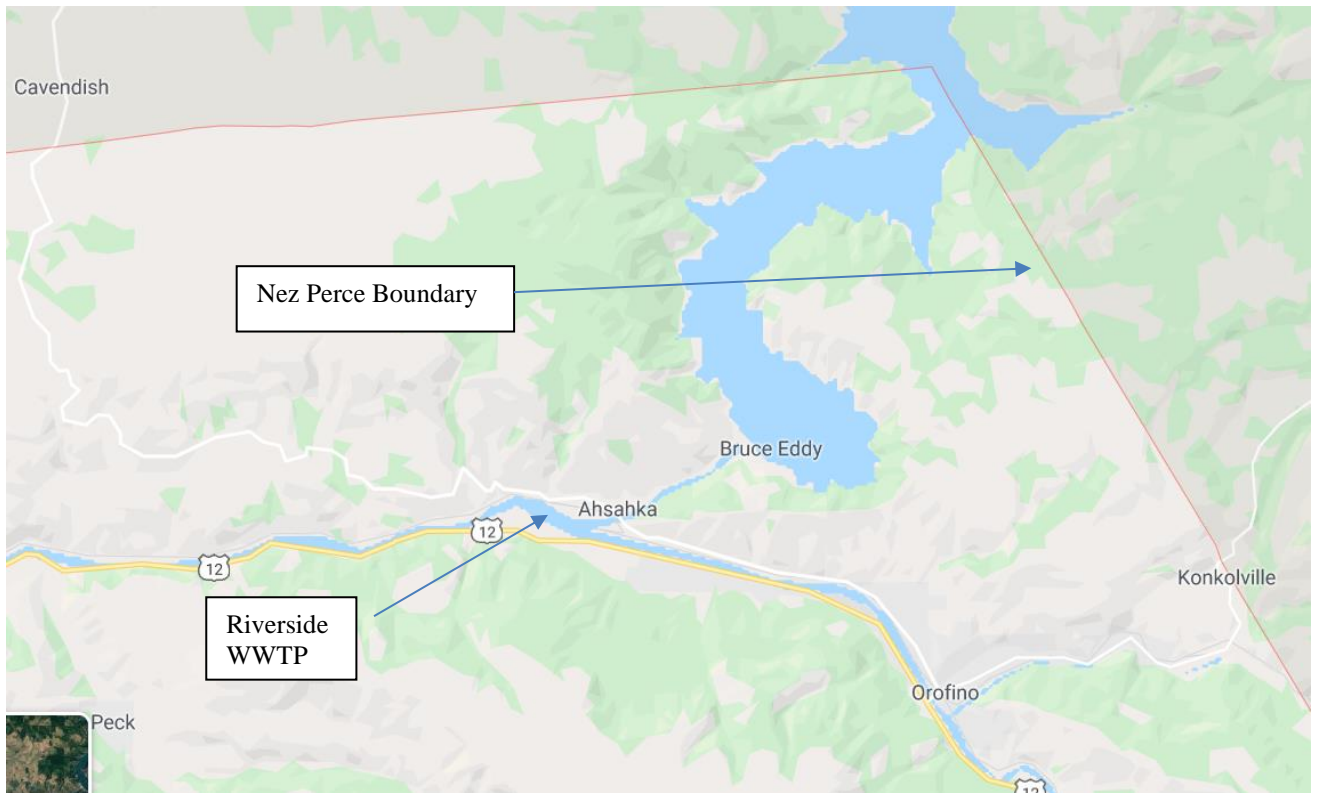 Cavendish
Nez Perce Boundary
Bruce Eddy
Ahsahka
12
12
Konkolville
Riverside
WWTP
Orofino
Peck
12